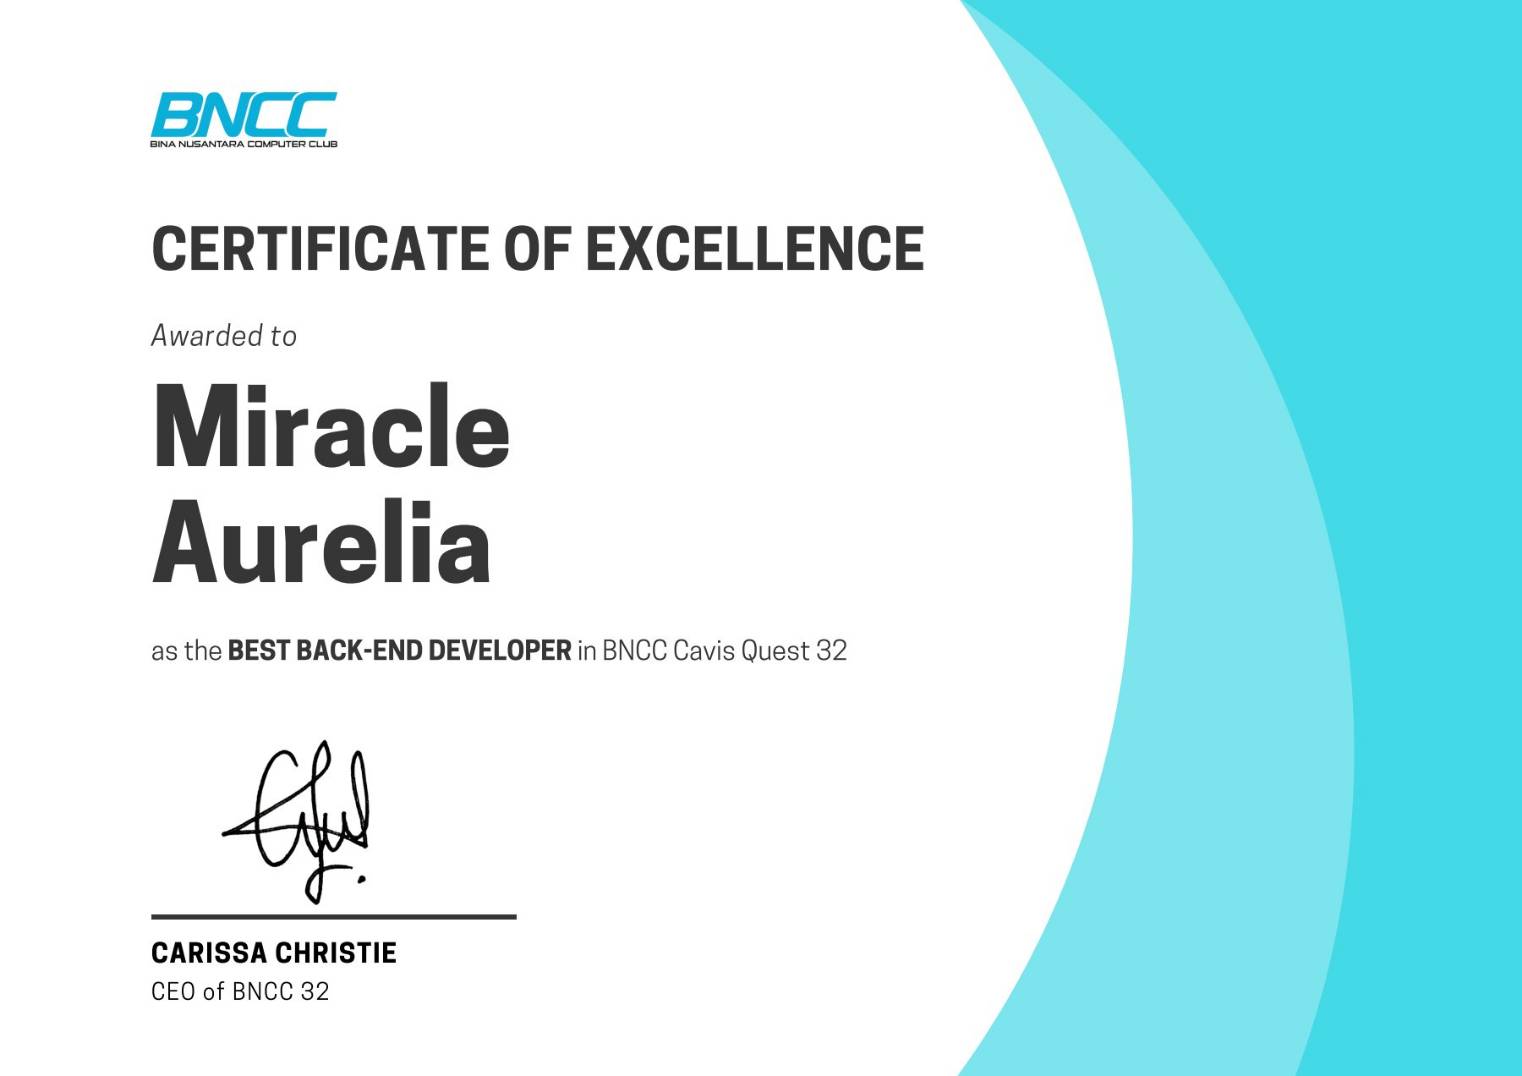 BNCC
BINA NUSANTARA COMPUTER CLUB
CERTIFICATE OF EXCELLENCE
Awarded to
Miracle
Aurelia
as the BEST BACK-END DEVELOPER in BNCC Cavis Quest 32
CARISSA CHRISTIE
CEO of BNCC 32